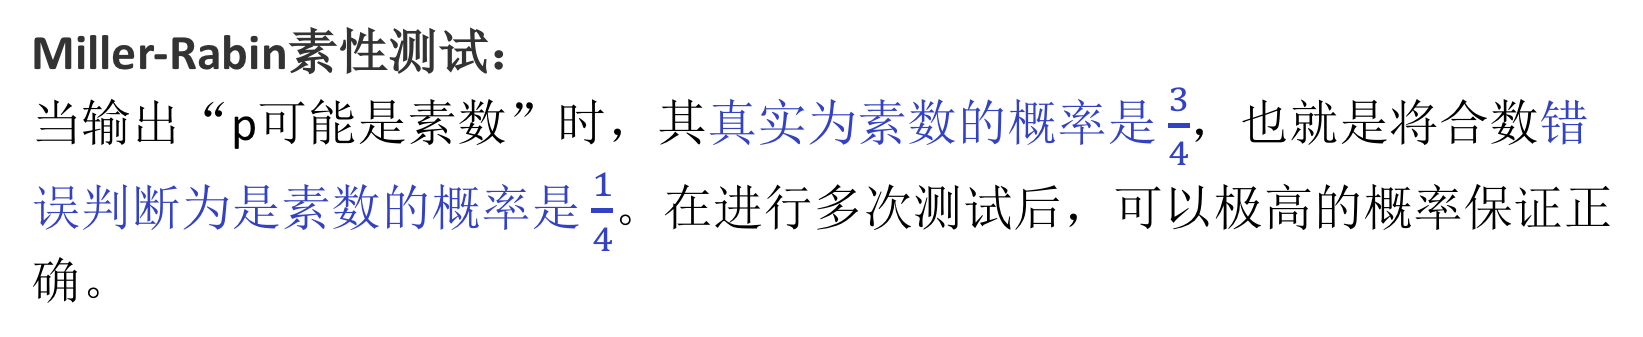 Miller-Rabin素性测试：
当输出“p可能是素数”时，其真实为素数的概率是 3/4，也就是将合数错
误判断为是素数的概率是 1/4。在进行多次测试后，可以极高的概率保证正
确。